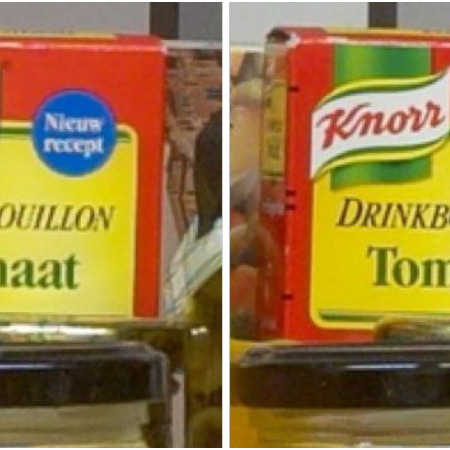 Nieuw
recept
OUILLON
naat
Knorr
DRINKB
Tom